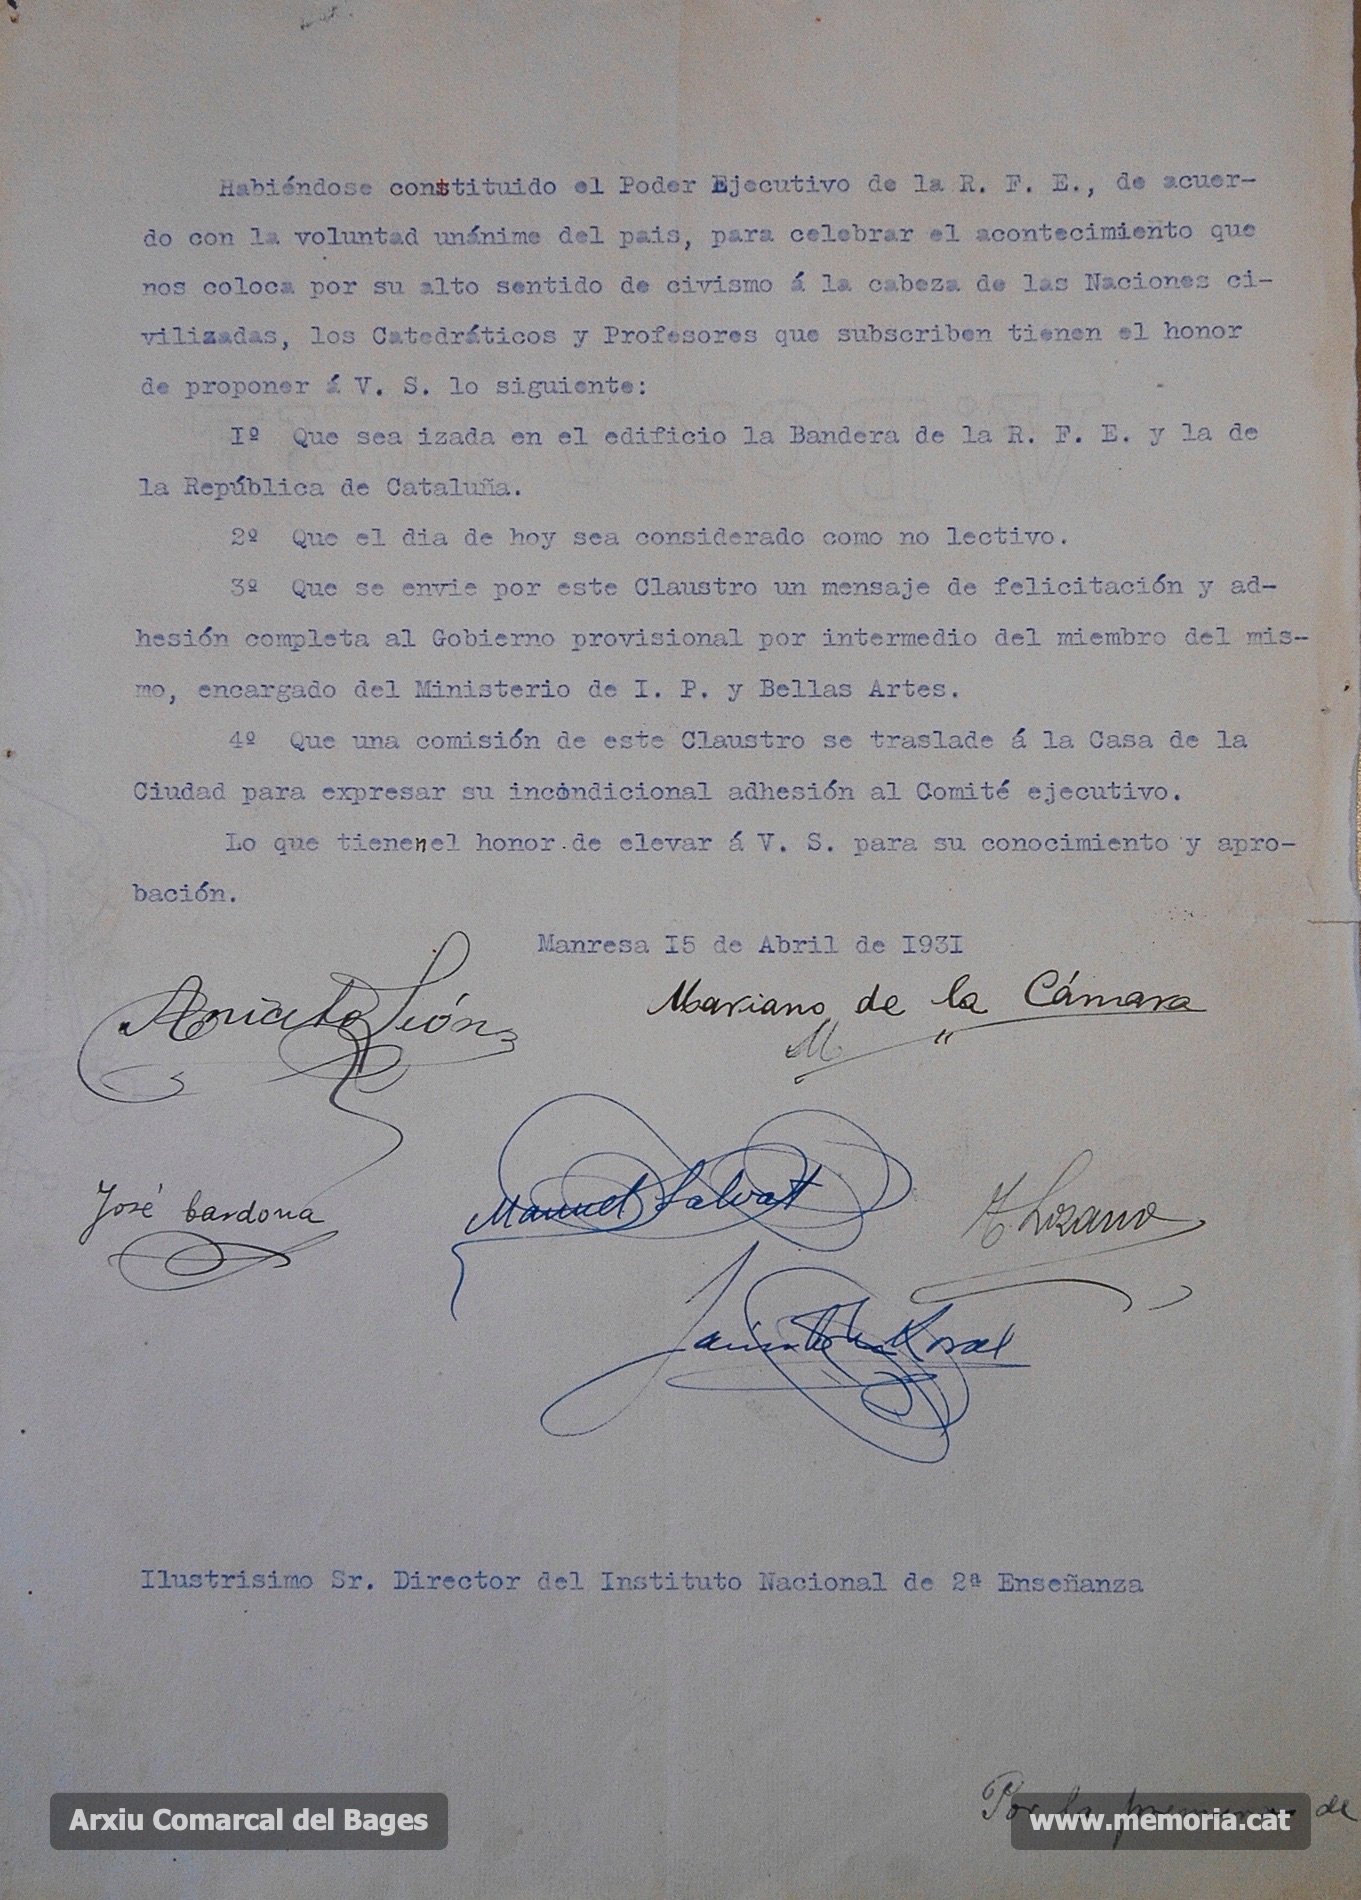 Habiéndose constituido el Poder Ejecutivo de la R. F. E., de acuer-
do con la voluntad unánime del pais, para celebrar el acontecimiento que
nos coloca por su alto sentido de civismo á la cabeza de las Naciones ci-
vilizadas, los Catedráticos y Profesores que subscriben tienen el honor
de proponer á V. S. lo siguiente:
1º Que sea izada en el edificio la Bandera de la R. F. E. y la de
la República de Cataluña.
2º Que el dia de hoy sea considerado como no lectivo.
3º Que se envie por este Claustro un mensaje de felicitación y ad-
hesión completa al Gobierno provisional por intermedio del miembro del mis-
mo, encargado del Ministerio de I. P. y Bellas Artes.
4º Que una comisión de este Claustro se traslade á la Casa de la
Ciudad para expresar su incondicional adhesión al Comité ejecutivo.
Lo que tienenel honor de elevar á V. S. para su conocimiento y apro-
bación.
Manresa I5 de Abril de I93I
Aniceto León
Mariano de la Cámara
José Cardona
Manuel Salvatt
Lozano
Ilustrisimo Sr. Director del Instituto Nacional de 2ª Enseñanza
Por la de
Arxiu Comarcal del Bages
www.memoria.cat